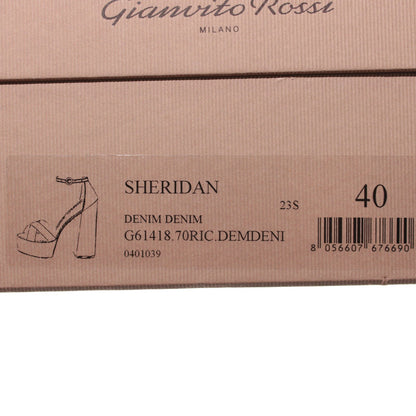 Gianvito Rossi
MILANO
SHERIDAN
23S
40
DENIM DENIM
G61418.70RIC.DEMDENI
0401039
8 056607 676690